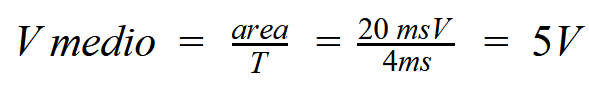 V medio = area/T = 20 msV/4ms = 5V